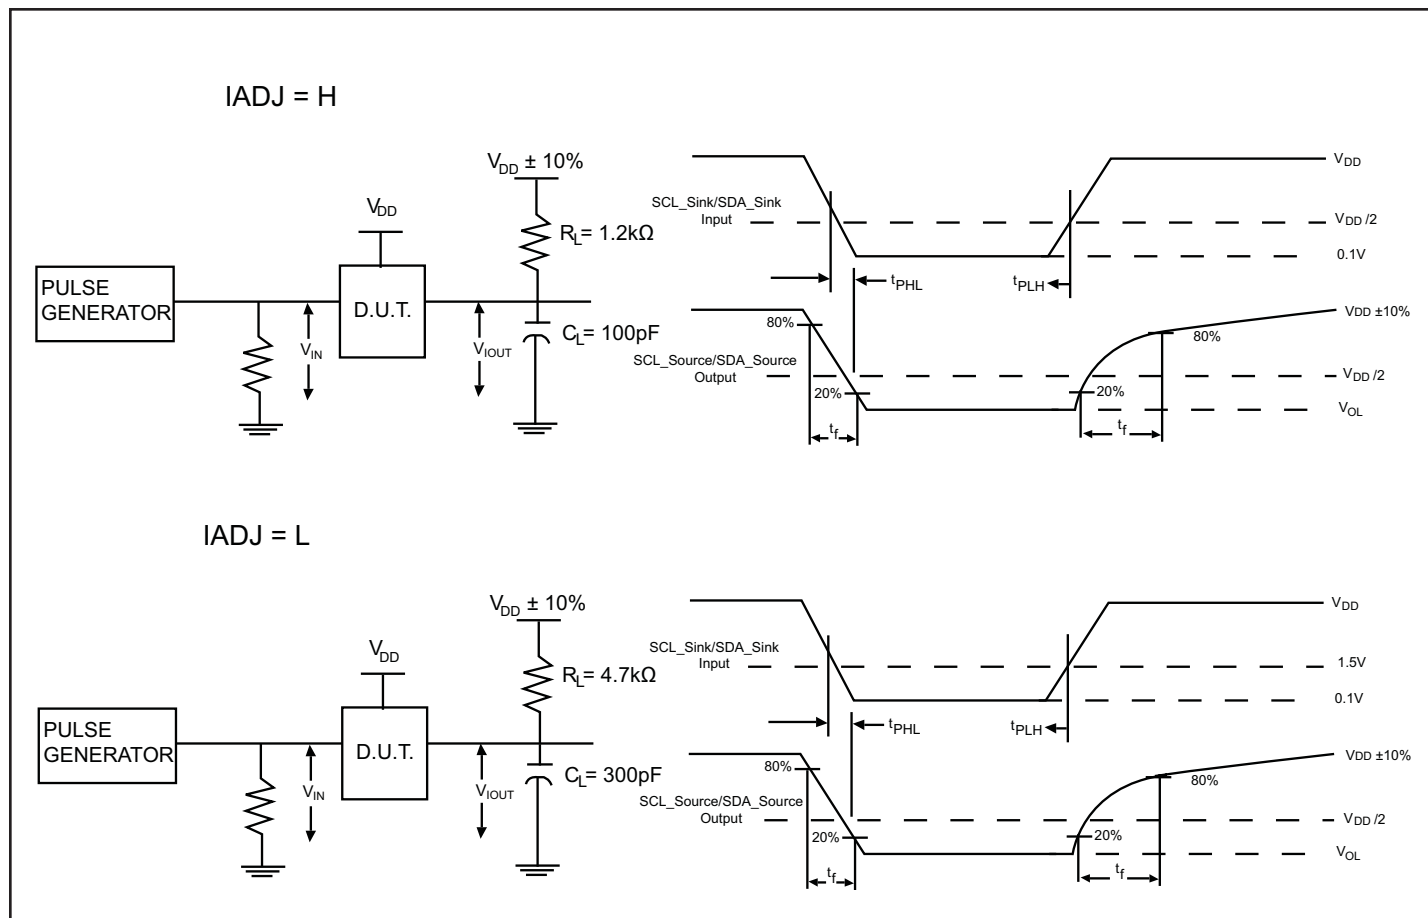 IADJ = H
VDD ± 10%
VDD
RL= 1.2kΩ
PULSE
GENERATOR
D.U.T.
VIN
VIOUT
CL= 100pF
VDD
SCL_Sink/SDA_Sink
Input
VDD/2
0.1V
tPHL
tPLH
VDD ±10%
80%
80%
SCL_Source/SDA_Source
Output
VDD/2
20%
20%
VOL
tf
tf
IADJ = L
VDD ± 10%
VDD
RL= 4.7kΩ
PULSE
GENERATOR
D.U.T.
VIN
VIOUT
CL= 300pF
VDD
SCL_Sink/SDA_Sink
Input
1.5V
0.1V
tPHL
tPLH
VDD ±10%
80%
80%
SCL_Source/SDA_Source
Output
VDD/2
20%
20%
VOL
tf
tf